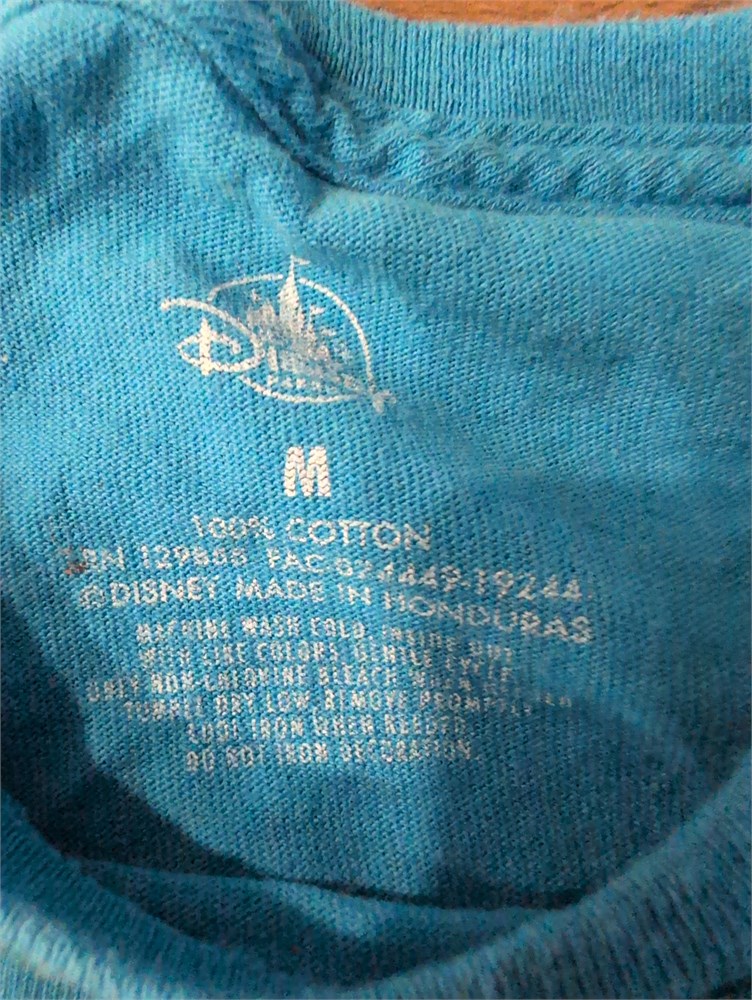 Disney
PARKS
M
100% COTTON
RN 129855 FAC-024449-19244
© DISNEY MADE IN HONDURAS
MACHINE WASH COLD, INSIDE OUT
WITH LIKE COLORS, GENTLE CYCLE
ONLY NON-CHLORINE BLEACH WHEN NEEDED
TUMBLE DRY LOW, REMOVE PROMPTLY
COOL IRON WHEN NEEDED.
DO NOT IRON DECORATION.